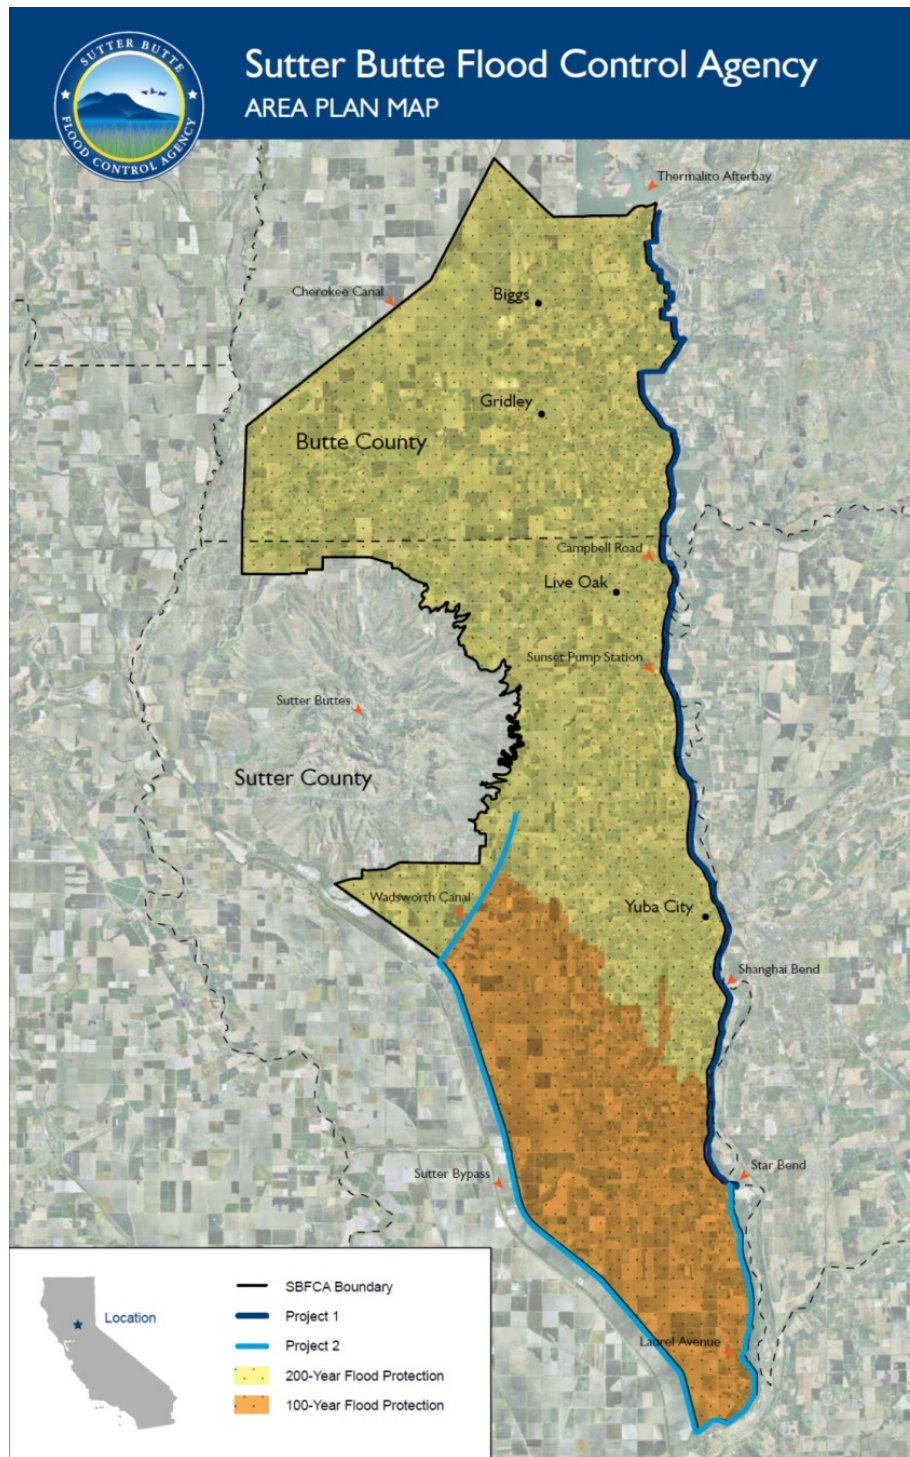 SUTTER BUTTE
FLOOD CONTROL AGENCY
Sutter Butte Flood Control Agency
AREA PLAN MAP
Thermalito Afterbay
Cherokee Canal
Biggs
Gridley
Butte County
Campbell Road
Live Oak
Sunset Pump Station
Sutter Buttes
Sutter County
Wadsworth Canal
Yuba City
Shanghai Bend
Star Bend
Sutter Bypass
Laurel Avenue
Location
SBFCA Boundary
Project 1
Project 2
200-Year Flood Protection
100-Year Flood Protection